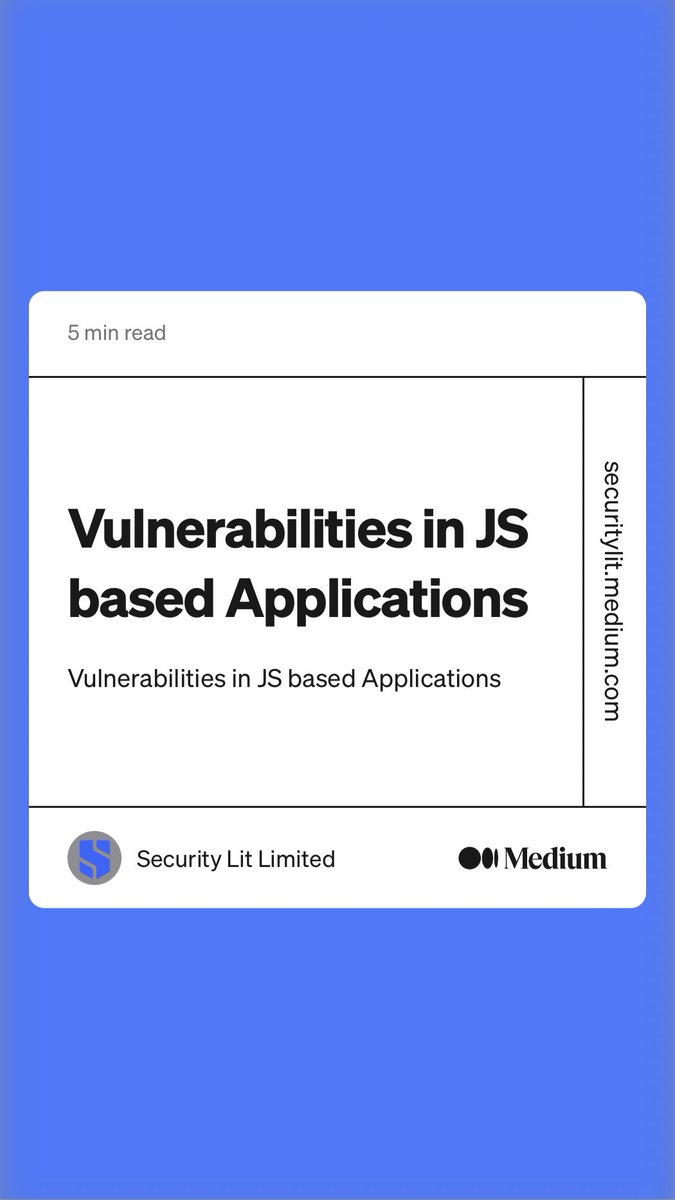 5 min read
Vulnerabilities in JS
based Applications
Vulnerabilities in JS based Applications
securitylit.medium.com
Security Lit Limited
Medium